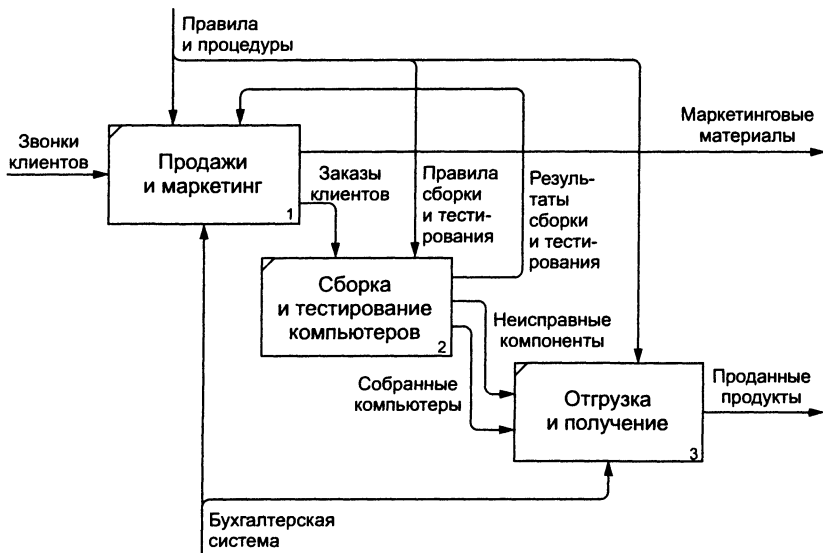 Правила
и процедуры
Звонки
клиентов
Продажи
и маркетинг
1
Маркетинговые
материалы
Заказы
клиентов
Правила
сборки
и тести-
рования
Резуль-
таты
сборки
и тести-
рования
Сборка
и тестирование
компьютеров
2
Неисправные
компоненты
Собранные
компьютеры
Отгрузка
и получение
3
Проданные
продукты
Бухгалтерская
система